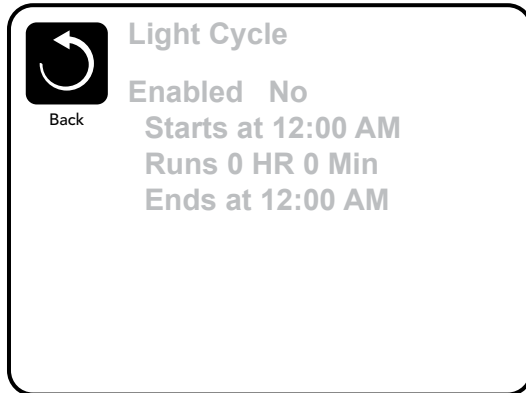 Light Cycle
Enabled No
Starts at 12:00 AM
Runs 0 HR 0 Min
Ends at 12:00 AM
Back